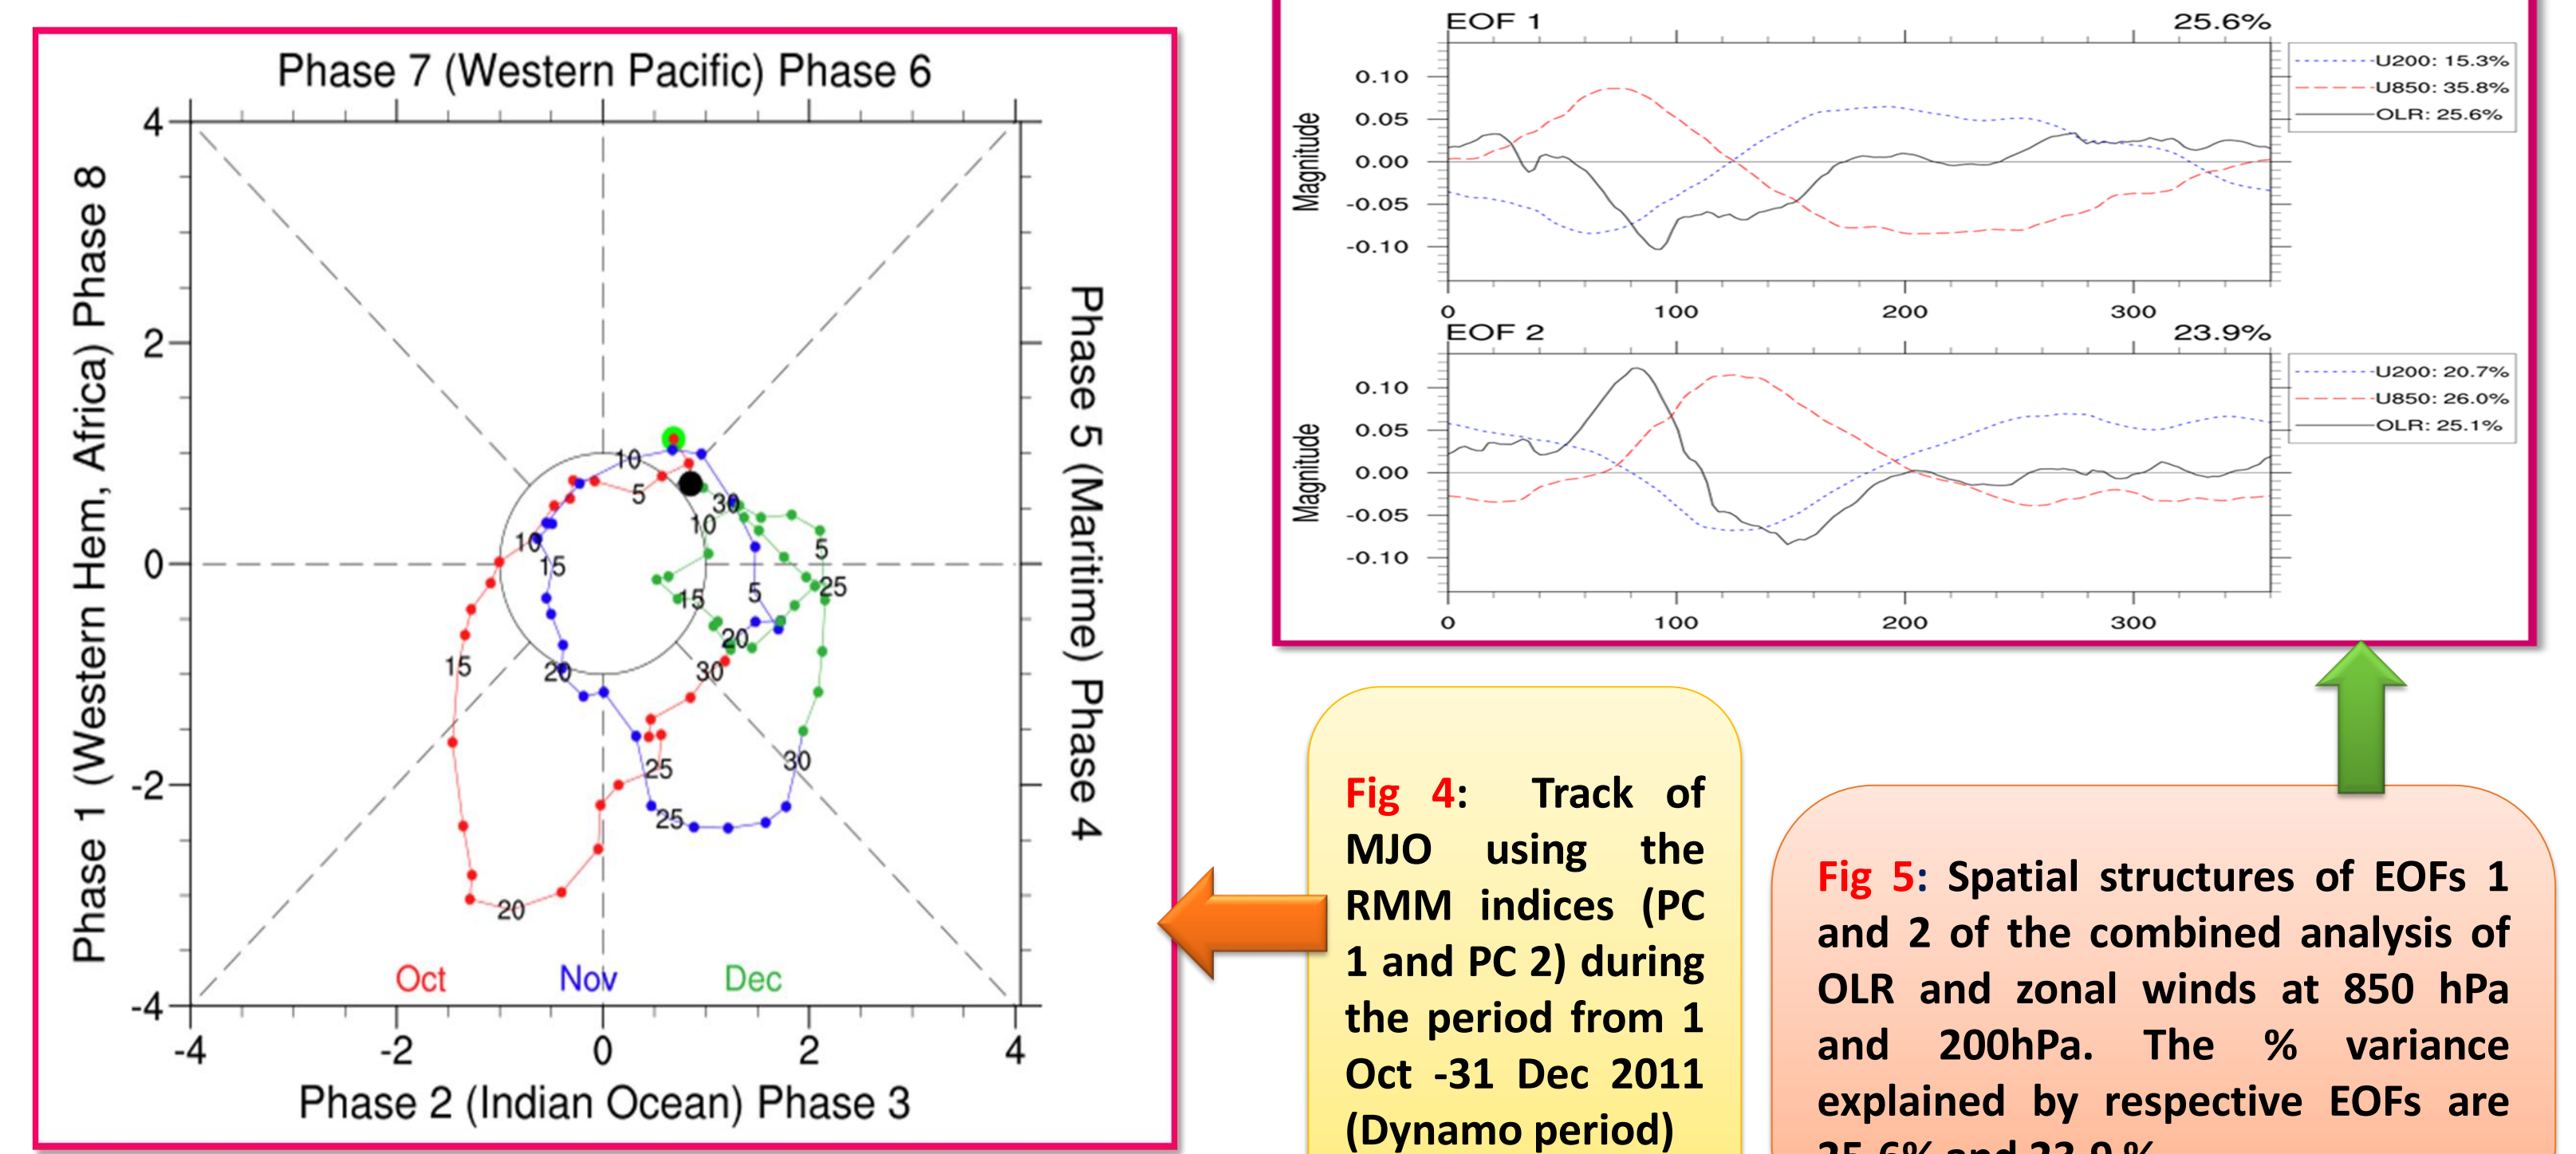 Phase 7 (Western Pacific) Phase 6
Phase 1 (Western Hem, Africa) Phase 8
Phase 5 (Maritime) Phase 4
Phase 2 (Indian Ocean) Phase 3
4
2
0
-2
-4
-4
-2
0
2
4
10
5
30
10
5
10
15
25
5
15
20
15
20
30
25
30
25
20
Oct
Nov
Dec
EOF 1
25.6%
U200: 15.3%
U850: 35.8%
OLR: 25.6%
Magnitude
0.10
0.05
0.00
-0.05
-0.10
0
100
200
300
EOF 2
23.9%
U200: 20.7%
U850: 26.0%
OLR: 25.1%
Magnitude
0.10
0.05
0.00
-0.05
-0.10
0
100
200
300
Fig 4: Track of
MJO using the
RMM indices (PC
1 and PC 2) during
the period from 1
Oct -31 Dec 2011
(Dynamo period)
Fig 5: Spatial structures of EOFs 1
and 2 of the combined analysis of
OLR and zonal winds at 850 hPa
and 200hPa. The % variance
explained by respective EOFs are
25.6% and 23.9 %